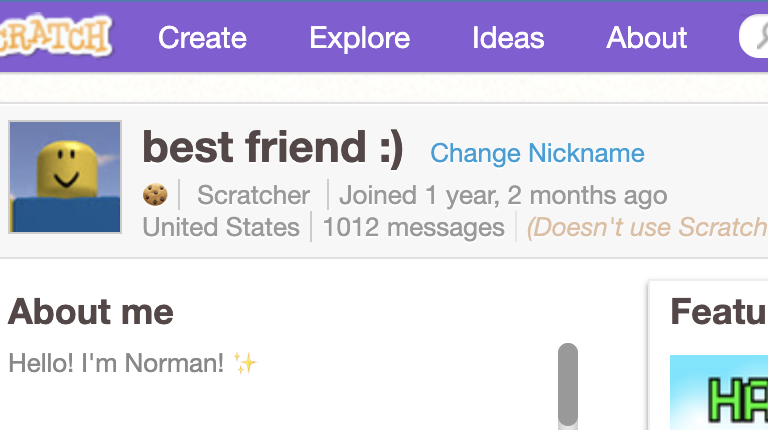 SCRATCH Create Explore Ideas About
best friend :) Change Nickname
🍪 | Scratcher | Joined 1 year, 2 months ago
United States | 1012 messages | (Doesn't use Scratch
About me
Featu
Hello! I'm Norman! ✨
HA